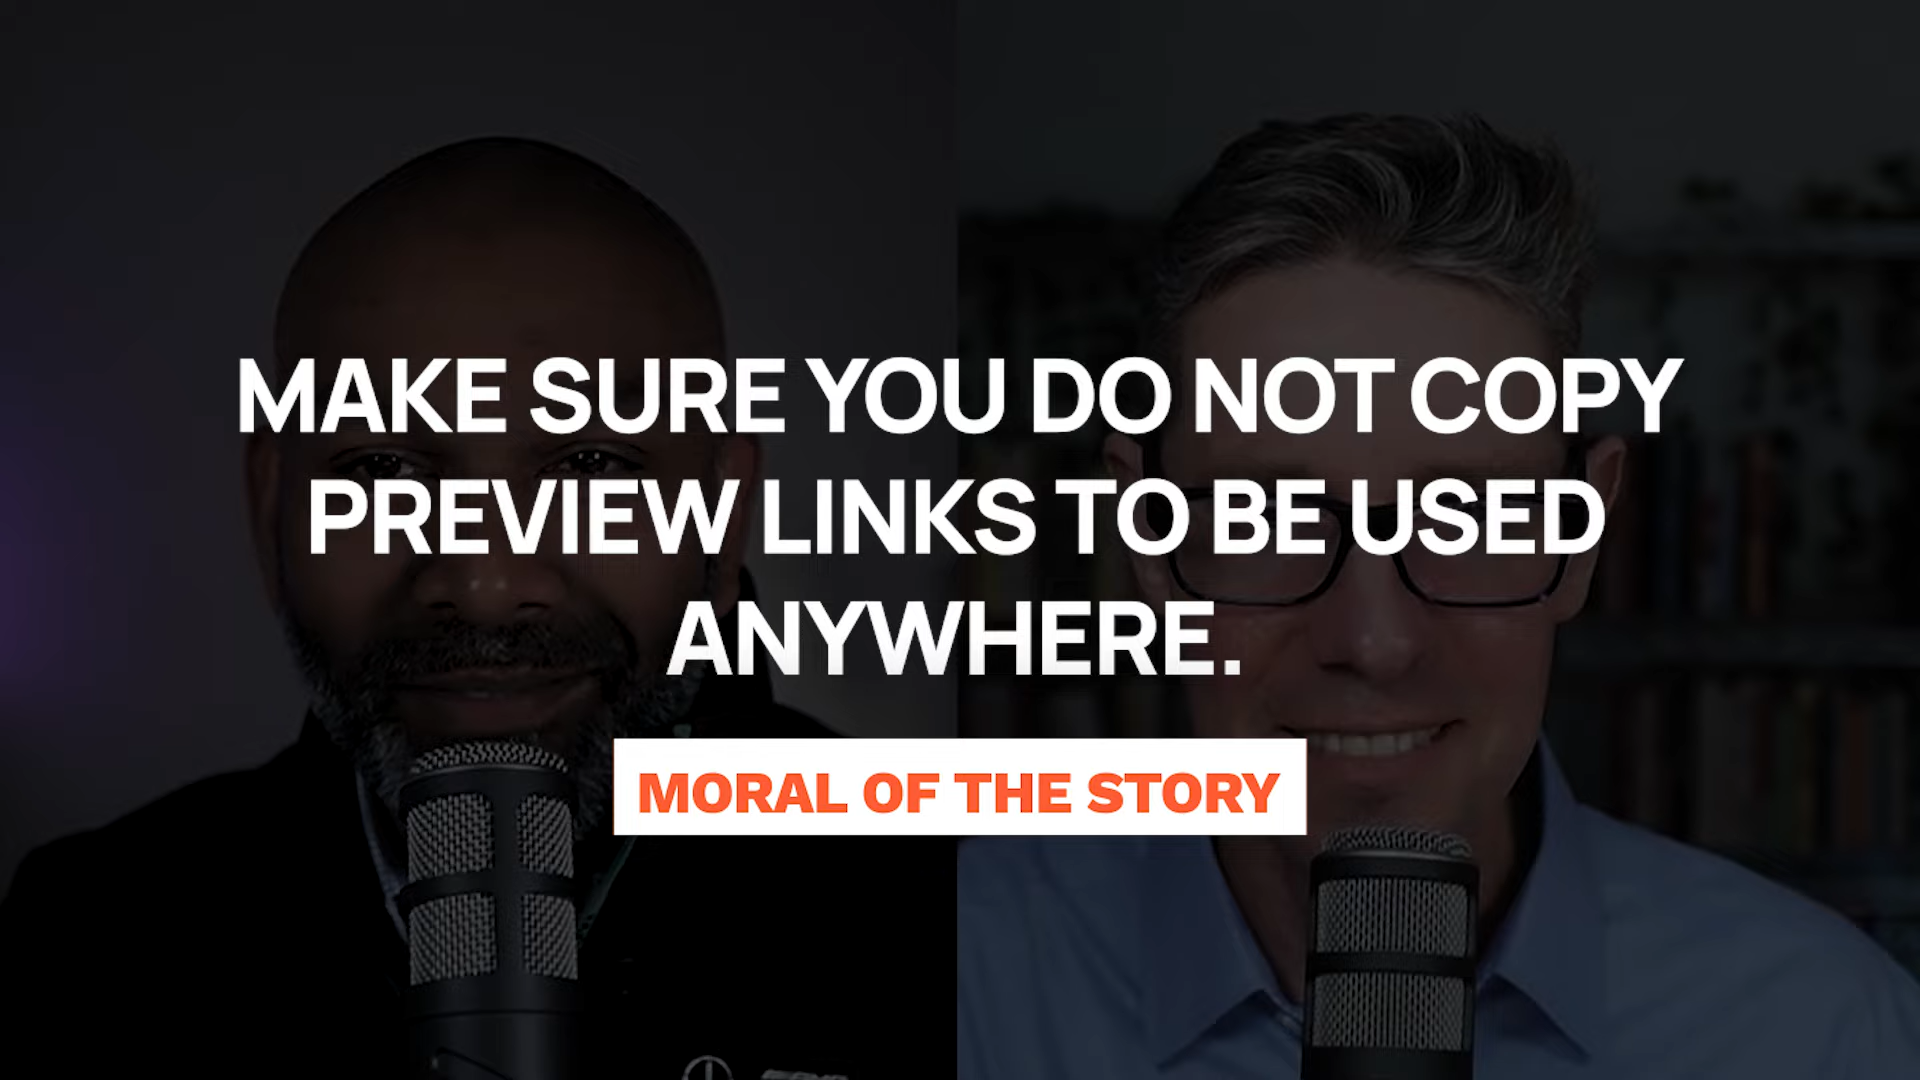 MAKE SURE YOU DO NOT COPY
PREVIEW LINKS TO BE USED
ANYWHERE.
MORAL OF THE STORY